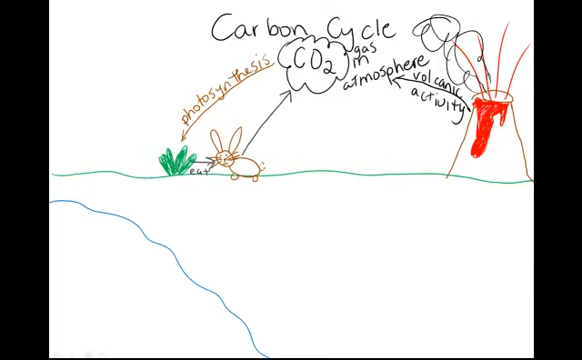 Carbon Cycle
CO2 gas
in
atmosphere
photosynthesis
volcanic
activity
eat